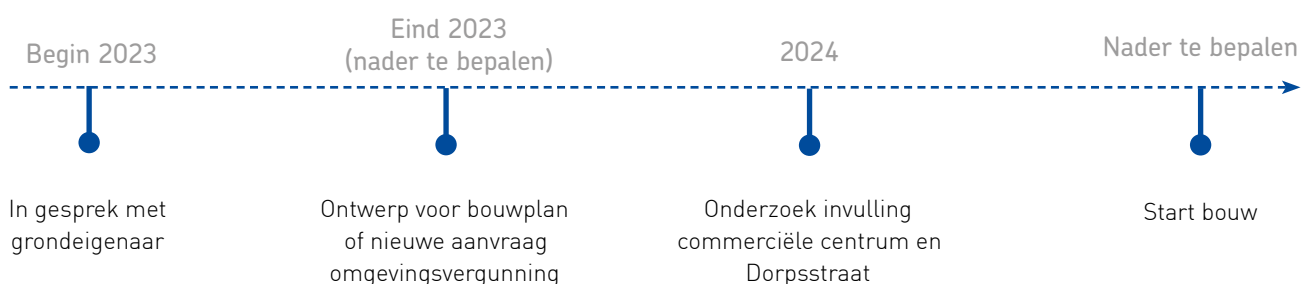 Begin 2023
Eind 2023
(nader te bepalen)
2024
Nader te bepalen
In gesprek met
grondeigenaar
Ontwerp voor bouwplan
of nieuwe aanvraag
omgevingsvergunning
Onderzoek invulling
commerciële centrum en
Dorpsstraat
Start bouw